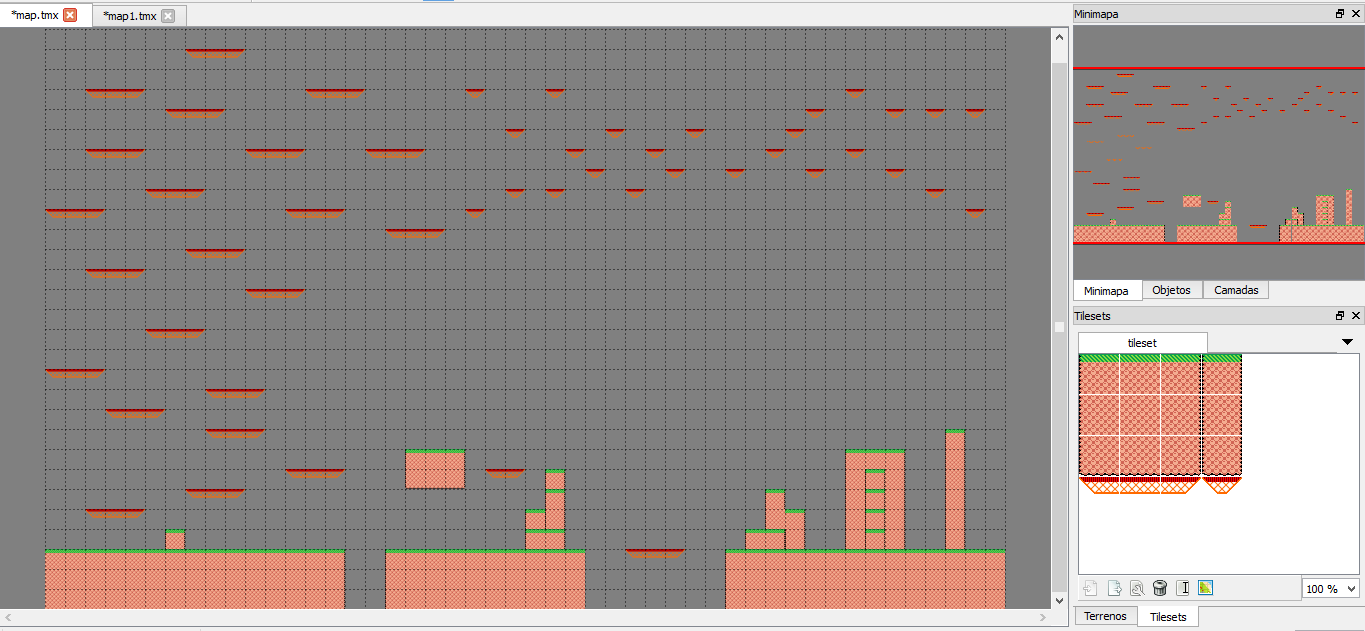 *map.tmx
*map1.tmx
Minimapa
Minimapa
Objetos
Camadas
Tilesets
tileset
100 %
Terrenos
Tilesets